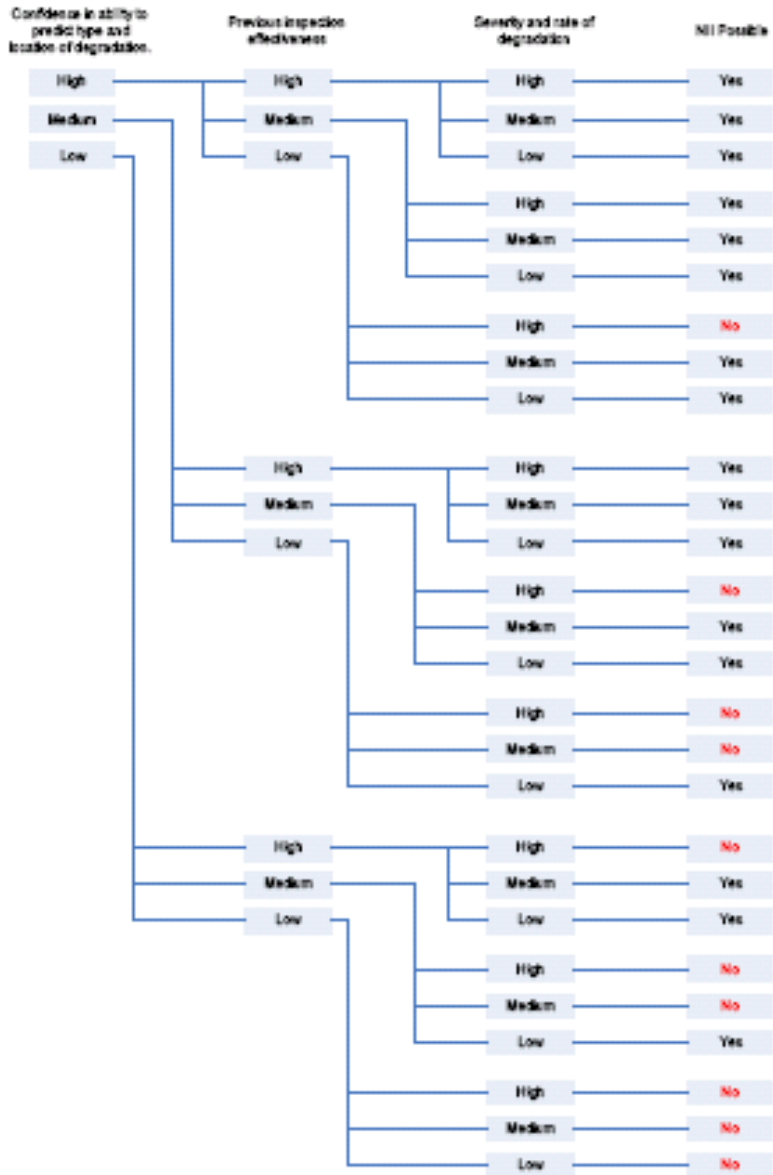 Confidence in ability to
predict type and
location of degradation.
Previous inspection
effectiveness
Severity and rate of
degradation
NII Possible
High High High Yes
Medium Medium Medium Yes
Low Low Low Yes
High Yes
Medium Yes
Low Yes
High No
Medium Yes
Low Yes
High High Yes
Medium Medium Yes
Low Low Yes
High No
Medium Yes
Low Yes
High No
Medium No
Low Yes
High High No
Medium Medium Yes
Low Low Yes
High No
Medium No
Low Yes
High No
Medium No
Low No